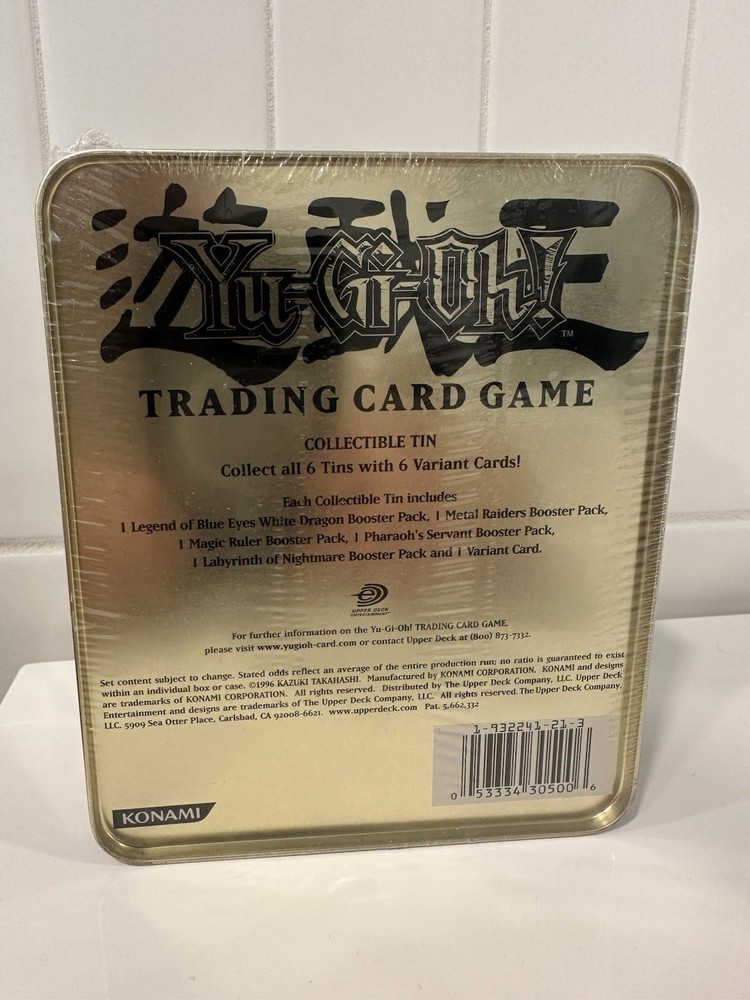 遊戯王
Yu-Gi-Oh!
TM
TRADING CARD GAME
COLLECTIBLE TIN
Collect all 6 Tins with 6 Variant Cards!
Each Collectible Tin includes
1 Legend of Blue Eyes White Dragon Booster Pack, 1 Metal Raiders Booster Pack,
1 Magic Ruler Booster Pack, 1 Pharaoh's Servant Booster Pack,
1 Labyrinth of Nightmare Booster Pack and 1 Variant Card.
UPPER DECK
ENTERTAINMENT
For further information on the Yu-Gi-Oh! TRADING CARD GAME,
please visit www.yugioh-card.com or contact Upper Deck at (800) 873-7332.
Set content subject to change. Stated odds reflect an average of the entire production run; no ratio is guaranteed to exist
within an individual box or case. ©1996 KAZUKI TAKAHASHI. Manufactured by KONAMI CORPORATION. KONAMI and designs
are trademarks of KONAMI CORPORATION. All rights reserved. Distributed by The Upper Deck Company, LLC. Upper Deck
Entertainment and designs are trademarks of The Upper Deck Company, LLC. All rights reserved. The Upper Deck Company,
LLC. 5909 Sea Otter Place, Carlsbad, CA 92008-6621. www.upperdeck.com Pat. 5,662,332
1-932241-21-3
0 53334 30500 6
KONAMI